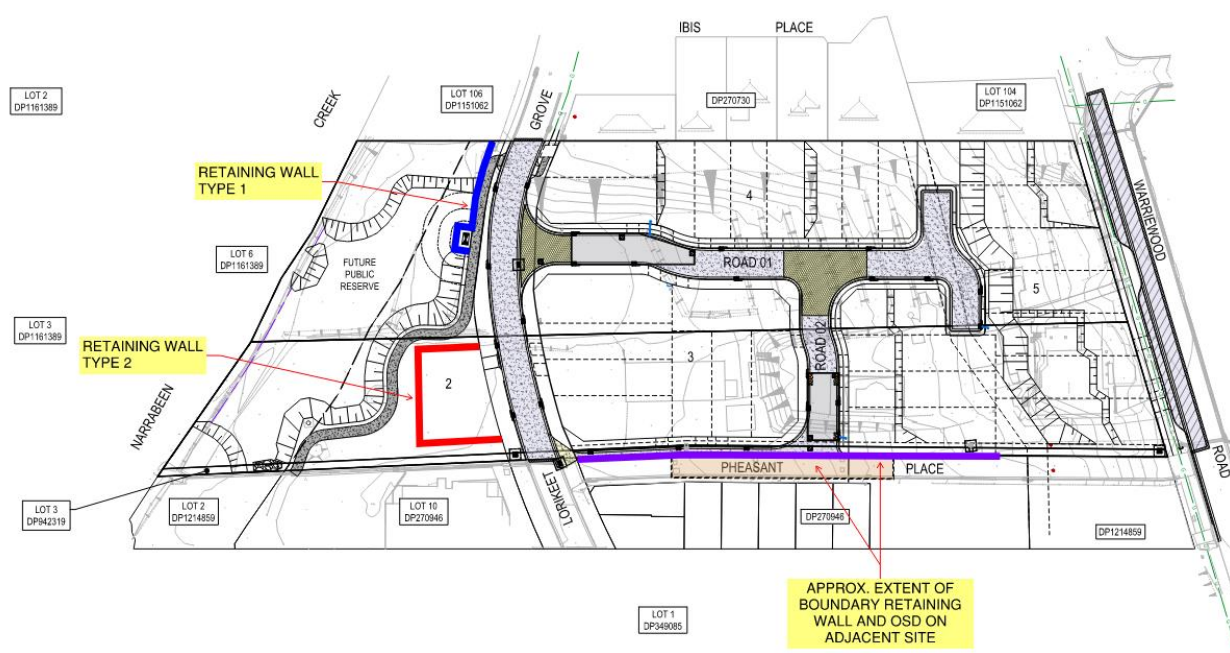 IBIS PLACE
LOT 2
DP1161389
LOT 106
DP1151062
DP270730
LOT 104
DP1151062
CREEK
GROVE
RETAINING WALL
TYPE 1
4
WARRIEWOOD
LOT 6
DP1161389
FUTURE
PUBLIC
RESERVE
ROAD 01
5
LOT 3
DP1161389
RETAINING WALL
TYPE 2
2
3
ROAD 02
NARRABEEN
ROAD
PHEASANT PLACE
LORIKEET
LOT 3
DP942319
LOT 2
DP1214859
LOT 10
DP270946
DP270946
DP1214859
APPROX. EXTENT OF
BOUNDARY RETAINING
WALL AND OSD ON
ADJACENT SITE
LOT 1
DP349085